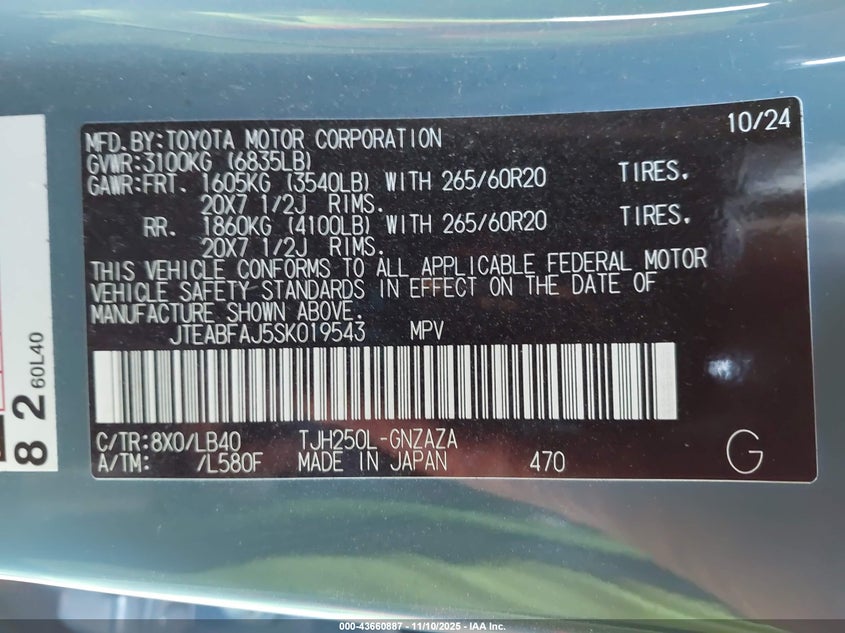 10/24
MFD.BY:TOYOTA MOTOR CORPORATION
GVWR:3100KG (6835LB)
GAWR:FRT. 1605KG (3540LB) WITH 265/60R20 TIRES.
20X7 1/2J RIMS.
RR. 1860KG (4100LB) WITH 265/60R20 TIRES.
20X7 1/2J RIMS.
THIS VEHICLE CONFORMS TO ALL APPLICABLE FEDERAL MOTOR
VEHICLE SAFETY STANDARDS IN EFFECT ON THE DATE OF
MANUFACTURE SHOWN ABOVE.
JTEABFAJ5SK019543 MPV
C/TR:8X0/LB40 TJH250L-GNZAZA
A/TM: /L580F MADE IN JAPAN 470 G
82 60L40
000-43660887 - 11/10/2025 - IAA Inc.